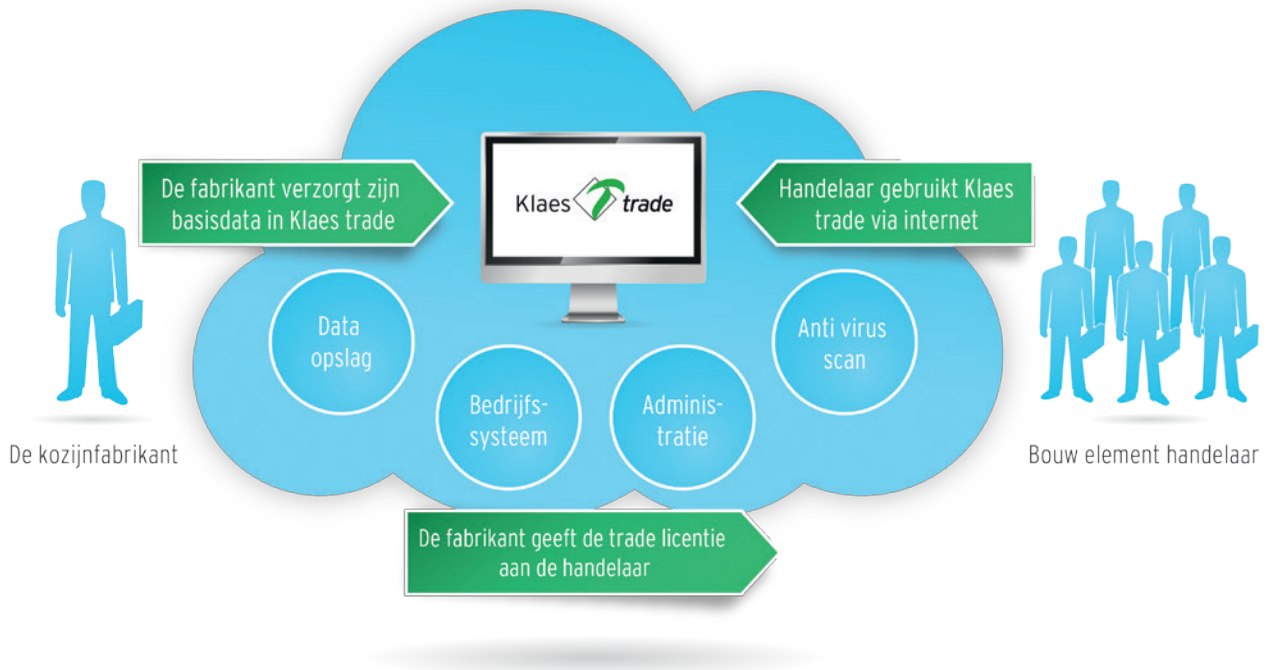 De fabrikant verzorgt zijn
basisdata in Klaes trade
Klaes trade
Handelaar gebruikt Klaes
trade via internet
Data
opslag
Bedrijfs-
systeem
Adminis-
tratie
Anti virus
scan
De kozijnfabrikant
Bouw element handelaar
De fabrikant geeft de trade licentie
aan de handelaar